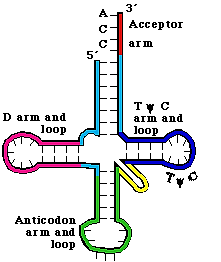 3´
A
C
C
Acceptor
arm
5´
D arm and
loop
T ψ C
arm and
loop
T ψ C
Anticodon
arm and
loop